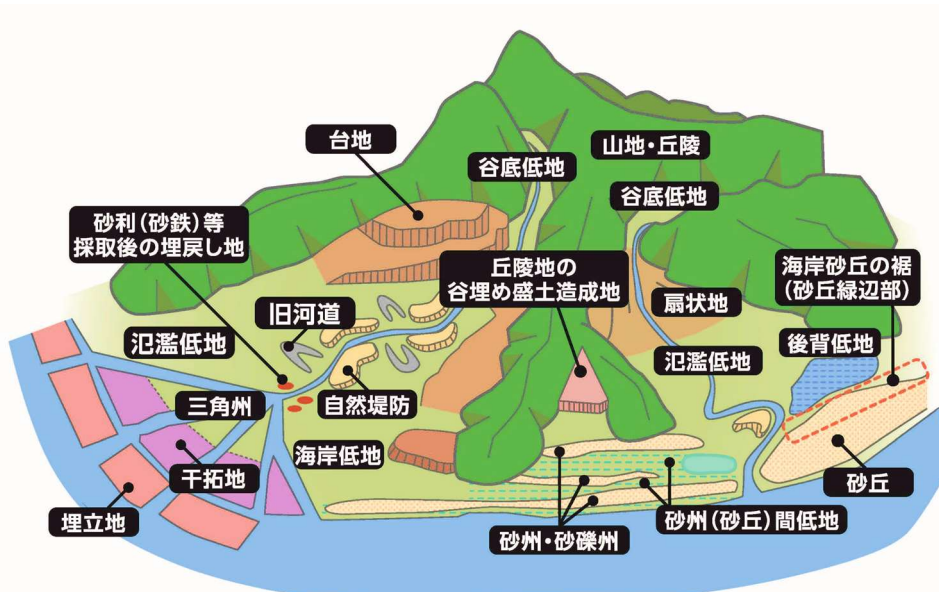 台地
谷底低地
山地・丘陵
谷底低地
砂利(砂鉄)等
採取後の埋戻し地
丘陵地の
谷埋め盛土造成地
海岸砂丘の裾
(砂丘縁辺部)
旧河道
扇状地
氾濫低地
後背低地
氾濫低地
三角州
自然堤防
海岸低地
干拓地
砂丘
埋立地
砂州・砂礫州
砂州(砂丘)間低地